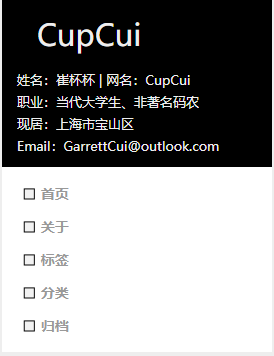 CupCui
姓名：崔杯杯 | 网名：CupCui
职业：当代大学生、非著名码农
现居：上海市宝山区
Email：GarrettCui@outlook.com
首页
关于
标签
分类
归档